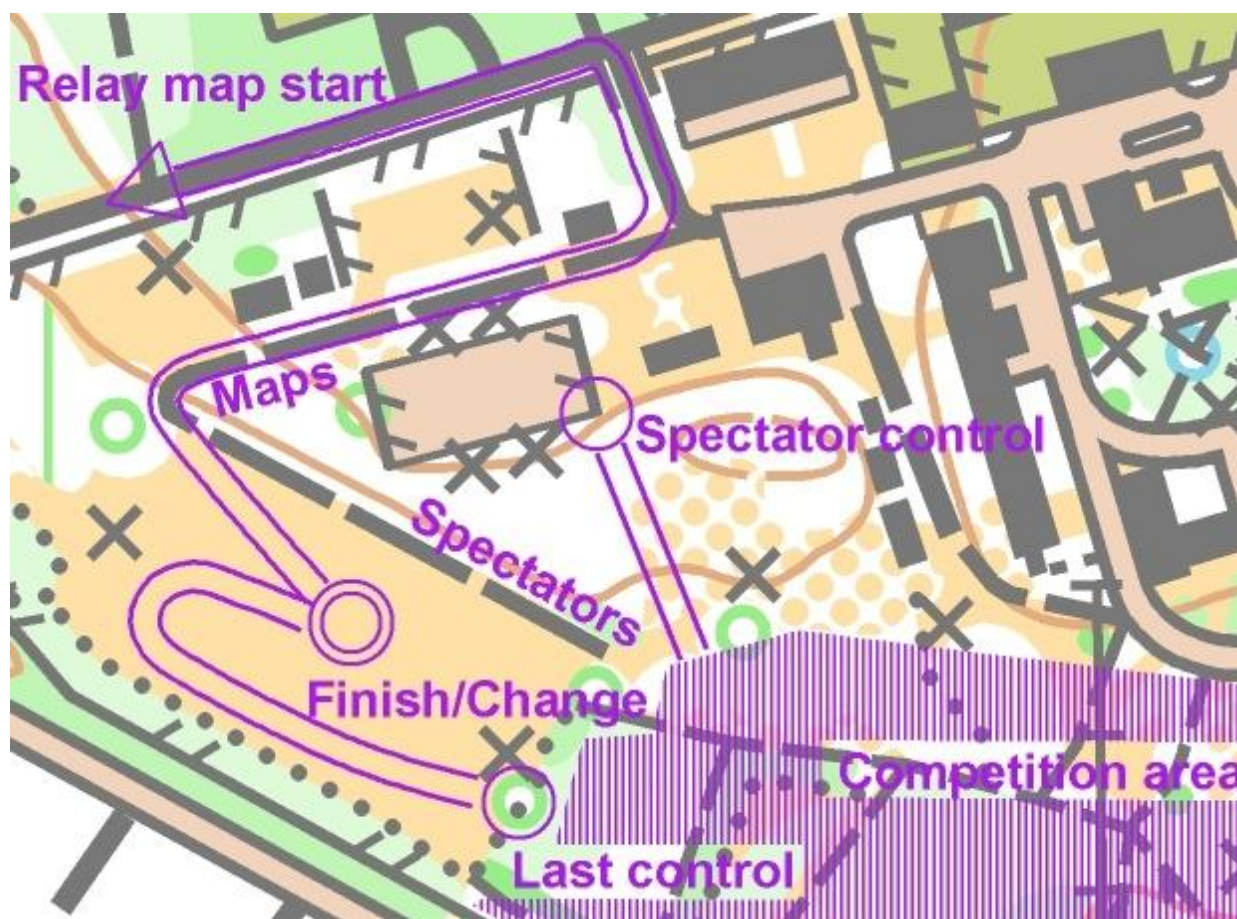 Relay map start
Maps
Spectator control
Spectators
Finish/Change
Competition area
Last control